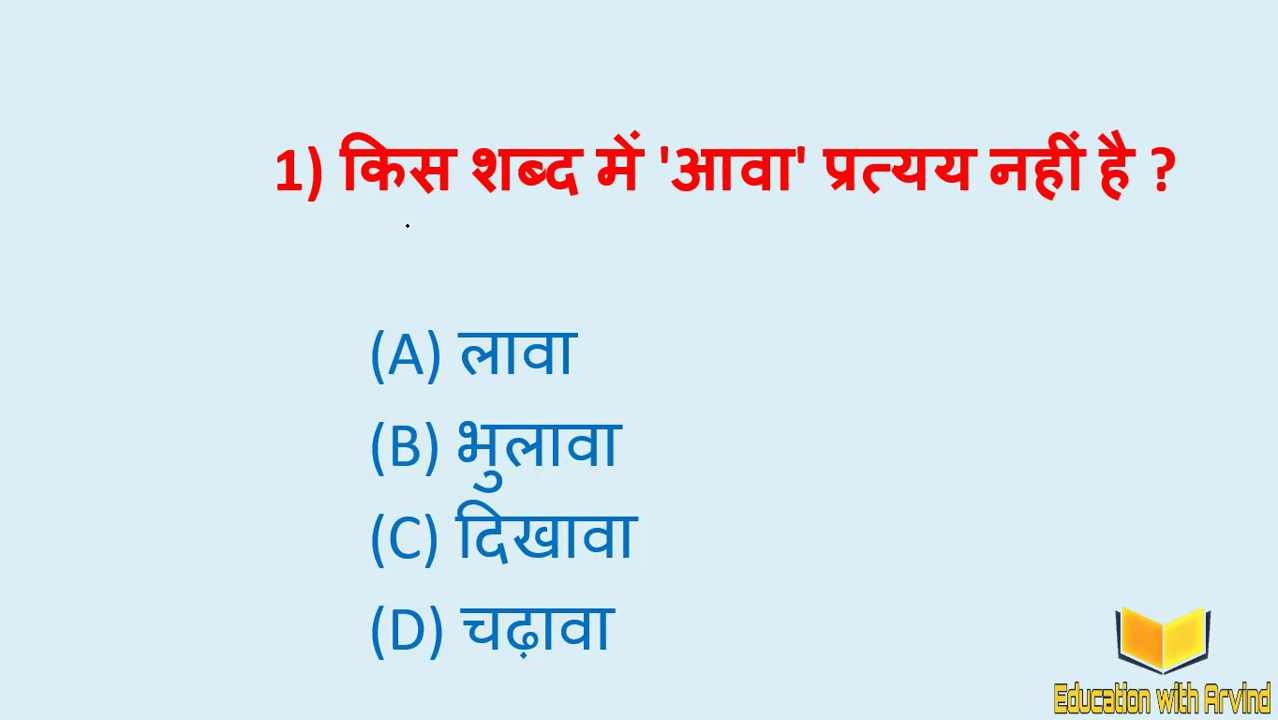 1) किस शब्द में 'आवा' प्रत्यय नहीं है ?
(A) लावा
(B) भुलावा
(C) दिखावा
(D) चढ़ावा
Education with Arvind